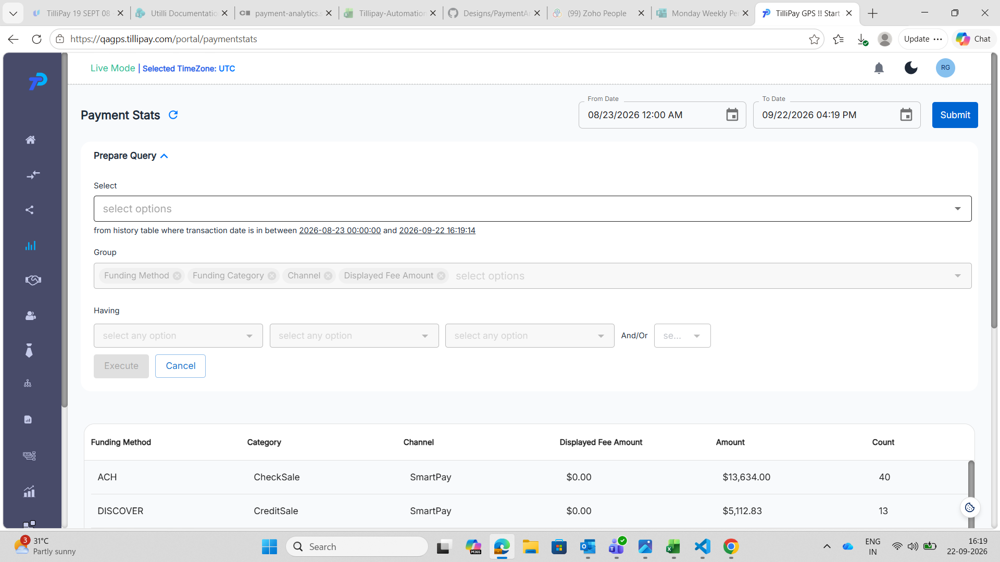 TilliPay 19 SEPT 08
Utilli Documentatio
payment-analytics.s
Tillipay-Automation
Designs/PaymentAr
(99) Zoho People
Monday Weekly Pe
TilliPay GPS !! Start
https://qagps.tillipay.com/portal/paymentstats
Update
Chat
Live Mode | Selected TimeZone: UTC
RG
Payment Stats
From Date
08/23/2026 12:00 AM
To Date
09/22/2026 04:19 PM
Submit
Prepare Query
Select
select options
from history table where transaction date is in between 2026-08-23 00:00:00 and 2026-09-22 16:19:14
Group
Funding Method Funding Category Channel Displayed Fee Amount select options
Having
select any option select any option select any option And/Or se...
Execute Cancel
Funding Method Category Channel Displayed Fee Amount Amount Count
ACH CheckSale SmartPay $0.00 $13,634.00 40
DISCOVER CreditSale SmartPay $0.00 $5,112.83 13
3
31°C
Partly sunny
Search
M365
ENG
IN
16:19
22-09-2026